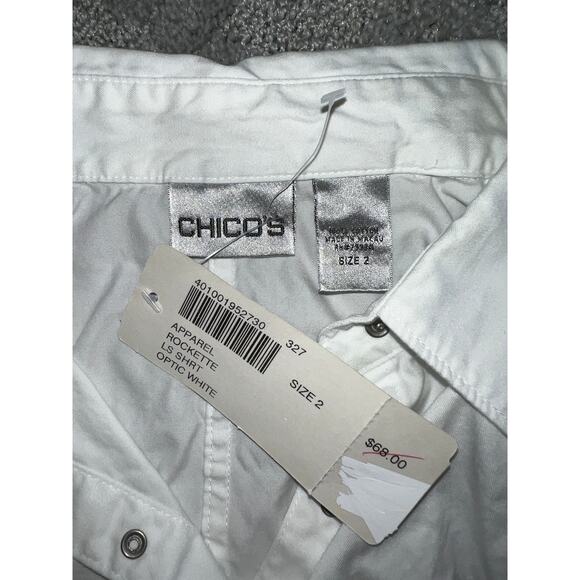 CHICO'S
100% COTTON
MADE IN MACAU
SIZE 2
401001952730
327
APPAREL
ROCKETTE
LS SHRT
OPTIC WHITE
SIZE 2
$68.00